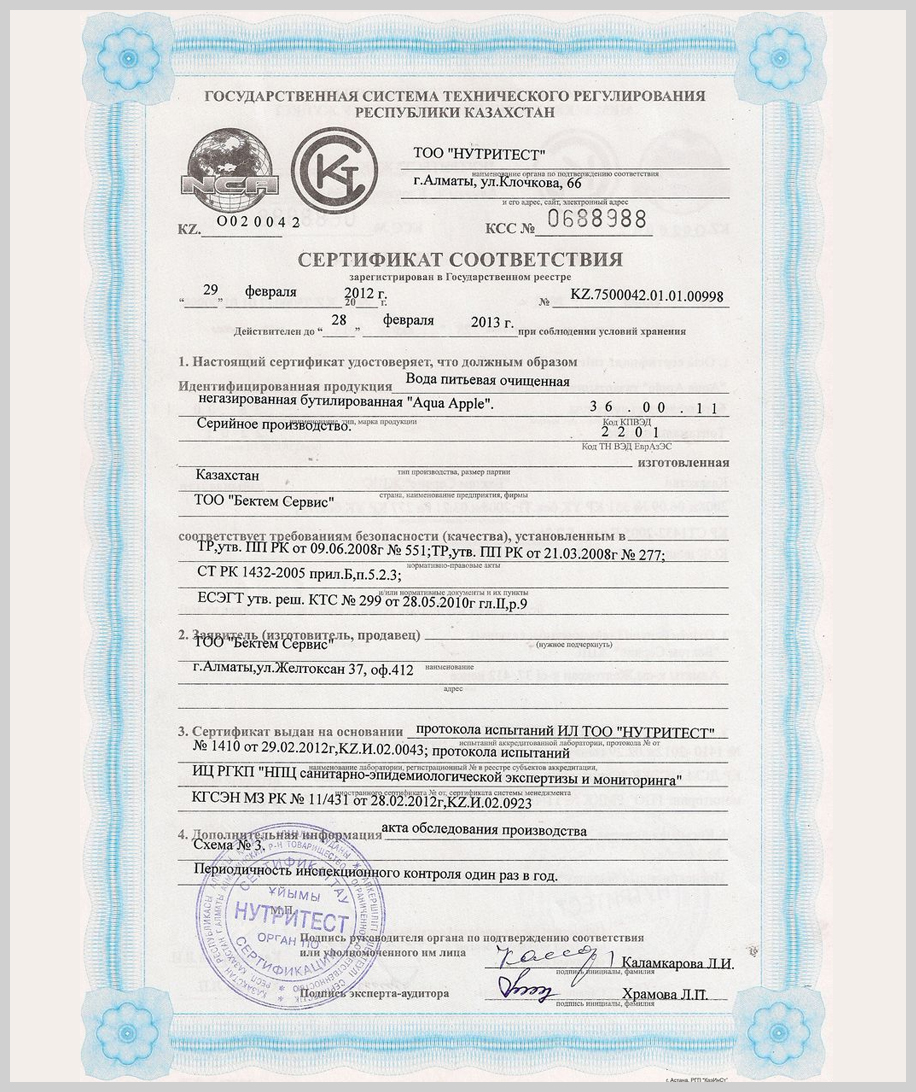 ГОСУДАРСТВЕННАЯ СИСТЕМА ТЕХНИЧЕСКОГО РЕГУЛИРОВАНИЯ
РЕСПУБЛИКИ КАЗАХСТАН
NCA
ТОО "НУТРИТЕСТ"
наименование органа по подтверждению соответствия
г.Алматы, ул.Клочкова, 66
и его адрес, сайт, электронный адрес
KZ. O020042
КСС № 0688988
СЕРТИФИКАТ СООТВЕТСТВИЯ
зарегистрирован в Государственном реестре
“ 29 ” февраля 2012 г.
20 г.
№ KZ.7500042.01.01.00998
Действителен до “ 28 „ февраля 2013 г. при соблюдении условий хранения
1. Настоящий сертификат удостоверяет, что должным образом
Идентифицированная продукция Вода питьевая очищенная
негазированная бутилированная "Aqua Apple". 36.00.11
наименование, тип, марка продукции Код КПВЭД
Серийное производство. 2201
Код ТН ВЭД ЕврАзЭС
изготовленная
тип производства, размер партии
Казахстан
страна, наименование предприятия, фирмы
ТОО "Бектем Сервис"
соответствует требованиям безопасности (качества), установленным в
ТР,утв. ПП РК от 09.06.2008г № 551;ТР,утв. ПП РК от 21.03.2008г № 277;
нормативно-правовые акты
СТ РК 1432-2005 прил.Б,п.5.2.3;
и/или нормативные документы и их пункты
ЕСЭГТ утв. реш. КТС № 299 от 28.05.2010г гл.II,р.9
2. Заявитель (изготовитель, продавец)
(нужное подчеркнуть)
ТОО "Бектем Сервис"
наименование
г.Алматы,ул.Желтоксан 37, оф.412
адрес
3. Сертификат выдан на основании протокола испытаний ИЛ ТОО "НУТРИТЕСТ"
испытаний аккредитованной лаборатории, протокола № от
№ 1410 от 29.02.2012г,KZ.И.02.0043; протокола испытаний
наименование лаборатории, регистрационный № в реестре субъектов аккредитации,
ИЦ РГКП "НПЦ санитарно-эпидемиологической экспертизы и мониторинга"
иностранного сертификата № от, сертификата системы менеджмента
КГСЭН МЗ РК № 11/431 от 28.02.2012г,KZ.И.02.0923
4. Дополнительная информация акта обследования производства
Схема № 3.
Периодичность инспекционного контроля один раз в год.
СЕРТИФИКАТТАУ
ҰЙЫМЫ
М.П.
НУТРИТЕСТ
ОРГАН ПО
СЕРТИФИКАЦИИ
Подпись руководителя органа по подтверждению соответствия
или уполномоченного им лица Каламкарова Л.И.
подпись, инициалы, фамилия
Подпись эксперта-аудитора Храмова Л.П.
подпись, инициалы, фамилия
г. Астана, РГП "КазИнСт"